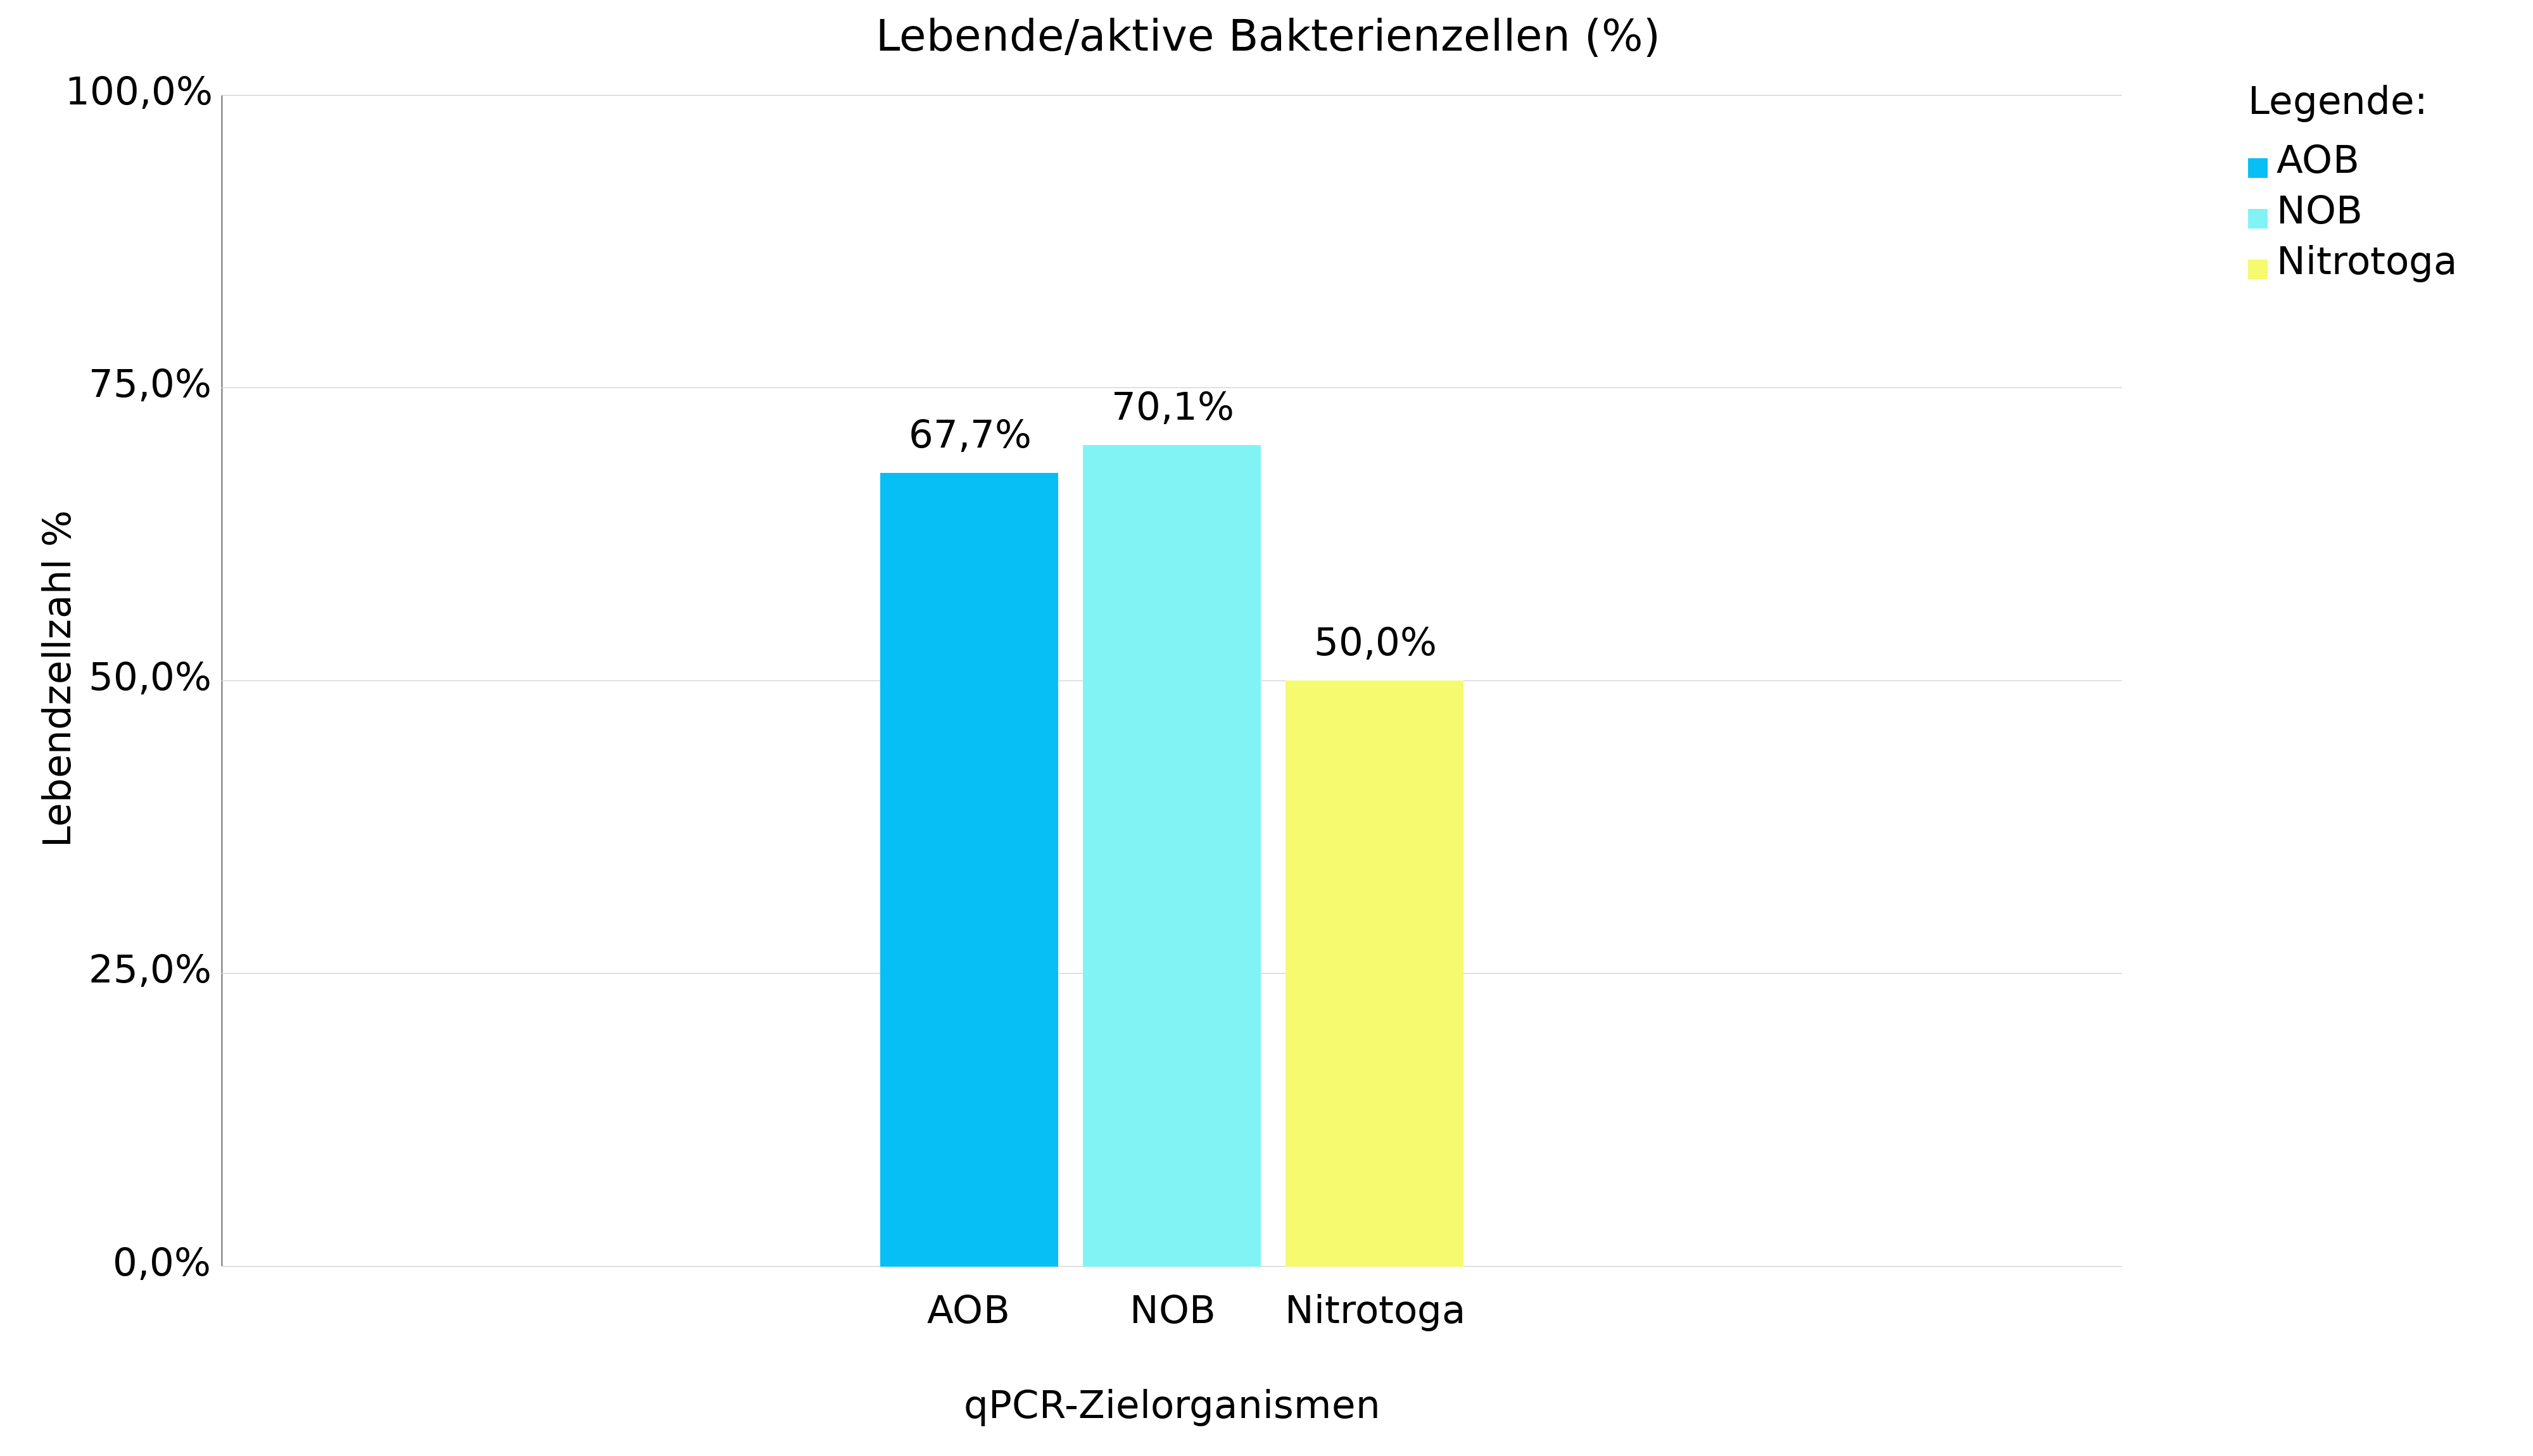 Lebende/aktive Bakterienzellen (%)
Legende:
AOB
NOB
Nitrotoga
Lebendzellzahl %
100,0%
75,0%
50,0%
25,0%
0,0%
67,7%
70,1%
50,0%
AOB
NOB
Nitrotoga
qPCR-Zielorganismen